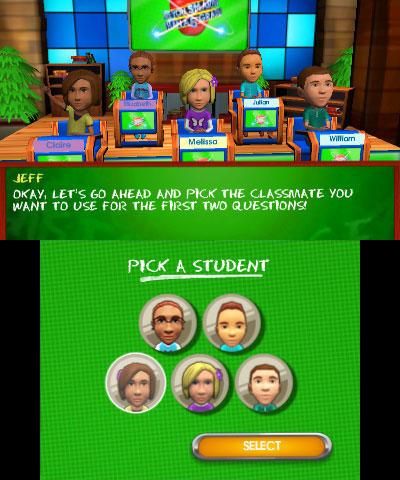 Elizabeth
Julian
Claire
Melissa
William
JEFF
OKAY, LET'S GO AHEAD AND PICK THE CLASSMATE YOU
WANT TO USE FOR THE FIRST TWO QUESTIONS!
PICK A STUDENT
SELECT